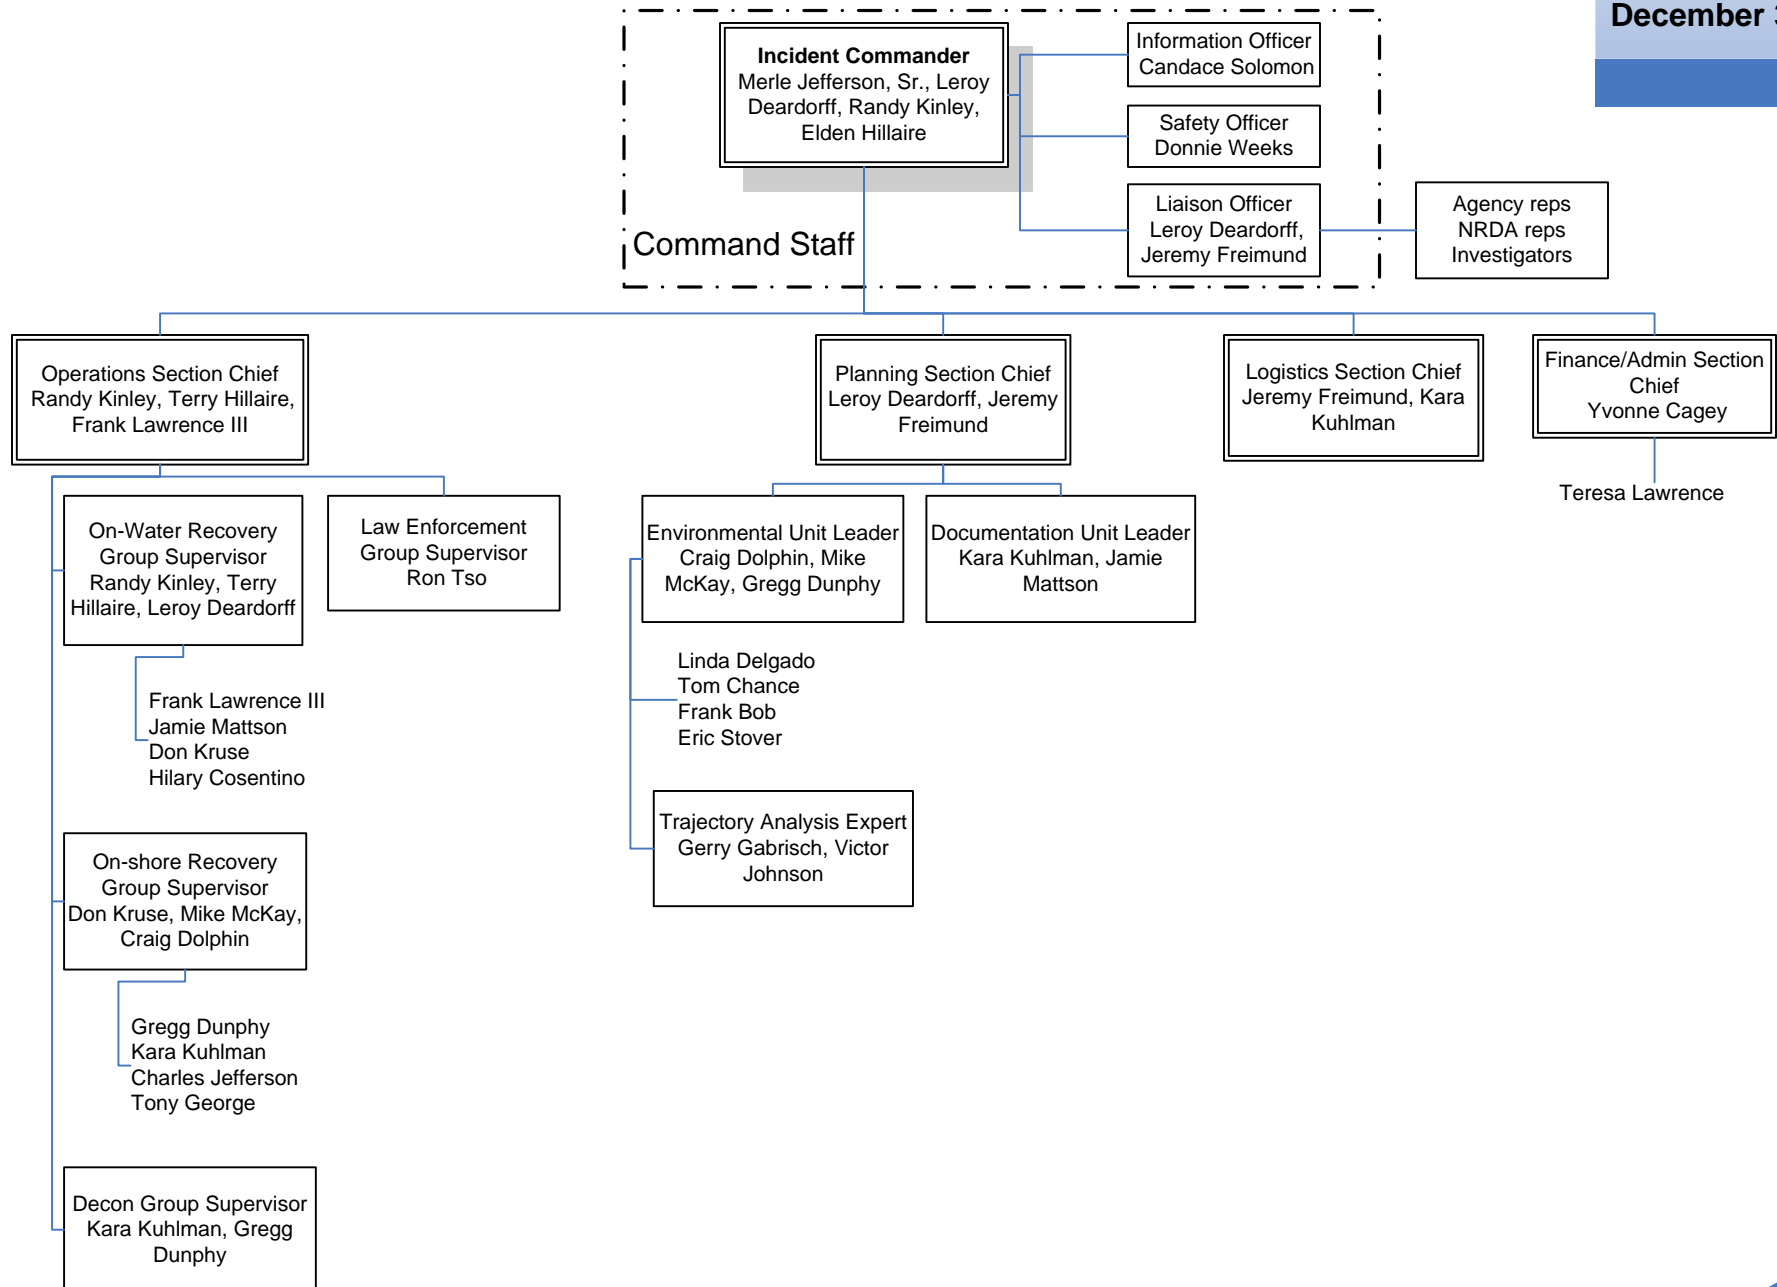 December
Incident Commander
Merle Jefferson, Sr., Leroy
Deardorff, Randy Kinley,
Elden Hillaire
Information Officer
Candace Solomon
Safety Officer
Donnie Weeks
Liaison Officer
Leroy Deardorff,
Jeremy Freimund
Agency reps
NRDA reps
Investigators
Command Staff
Operations Section Chief
Randy Kinley, Terry Hillaire,
Frank Lawrence III
Planning Section Chief
Leroy Deardorff, Jeremy
Freimund
Logistics Section Chief
Jeremy Freimund, Kara
Kuhlman
Finance/Admin Section
Chief
Yvonne Cagey
Teresa Lawrence
On-Water Recovery
Group Supervisor
Randy Kinley, Terry
Hillaire, Leroy Deardorff
Law Enforcement
Group Supervisor
Ron Tso
Environmental Unit Leader
Craig Dolphin, Mike
McKay, Gregg Dunphy
Documentation Unit Leader
Kara Kuhlman, Jamie
Mattson
Frank Lawrence III
Jamie Mattson
Don Kruse
Hilary Cosentino
Linda Delgado
Tom Chance
Frank Bob
Eric Stover
Trajectory Analysis Expert
Gerry Gabrisch, Victor
Johnson
On-shore Recovery
Group Supervisor
Don Kruse, Mike McKay,
Craig Dolphin
Gregg Dunphy
Kara Kuhlman
Charles Jefferson
Tony George
Decon Group Supervisor
Kara Kuhlman, Gregg
Dunphy